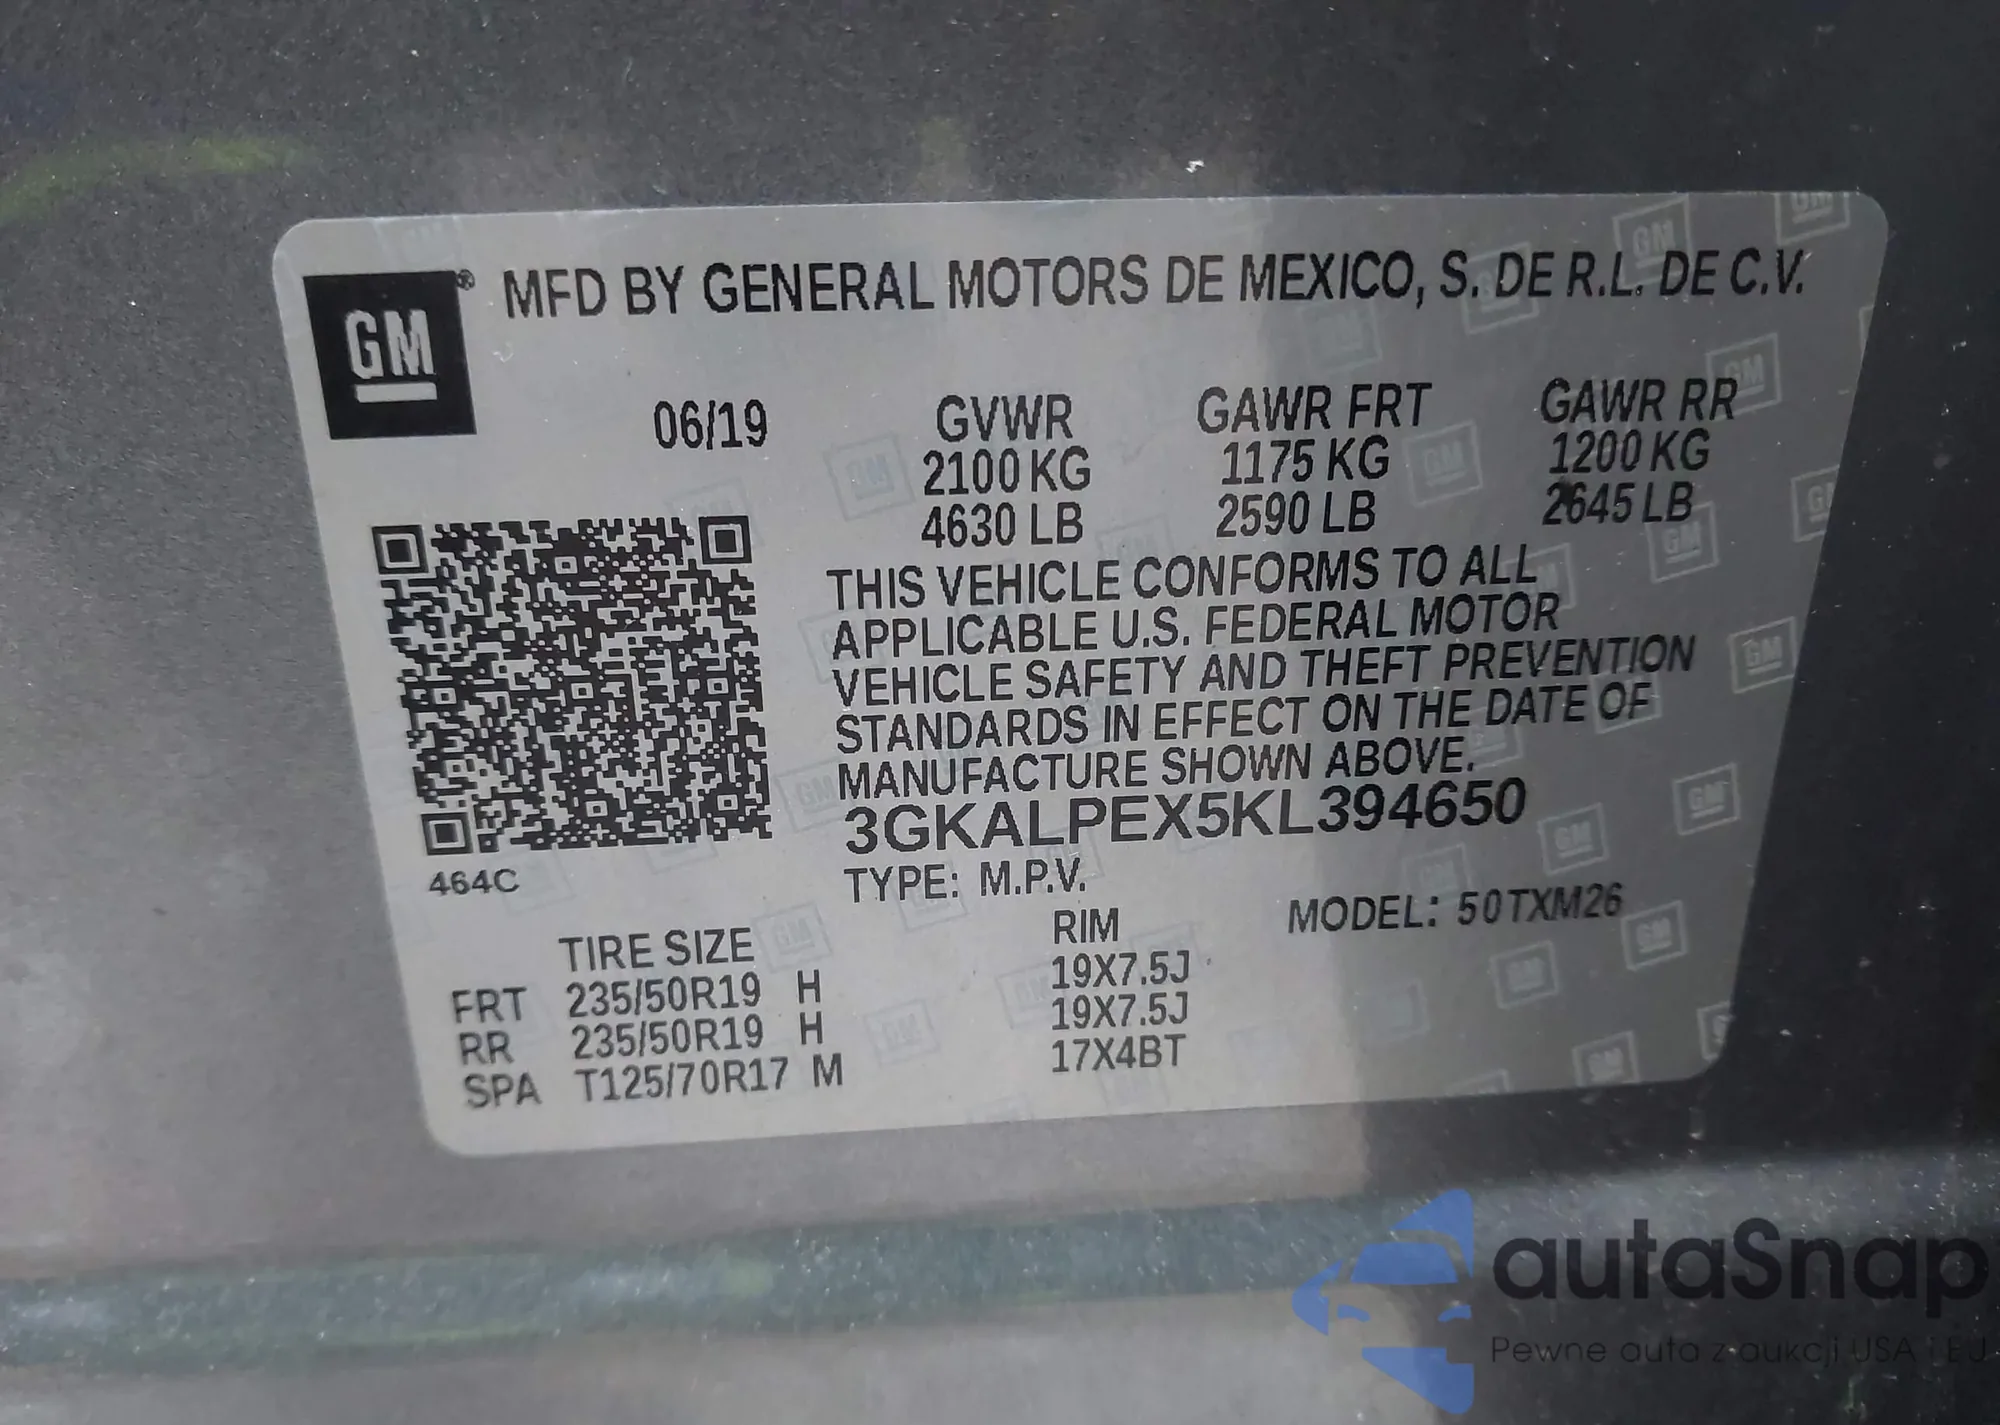 GM ® MFD BY GENERAL MOTORS DE MEXICO, S. DE R.L. DE C.V.
06/19 GVWR GAWR FRT GAWR RR
2100 KG 1175 KG 1200 KG
4630 LB 2590 LB 2645 LB
THIS VEHICLE CONFORMS TO ALL
APPLICABLE U.S. FEDERAL MOTOR
VEHICLE SAFETY AND THEFT PREVENTION
STANDARDS IN EFFECT ON THE DATE OF
MANUFACTURE SHOWN ABOVE.
3GKALPEX5KL394650
464C
TYPE: M.P.V.
MODEL: 50TXM26
TIRE SIZE RIM
FRT 235/50R19 H 19X7.5J
RR 235/50R19 H 19X7.5J
SPA T125/70R17 M 17X4BT
autaSnap
Pewne auta z aukcji USA i EU